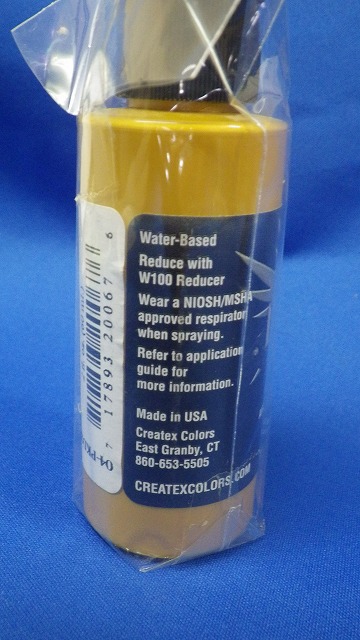 Water-Based
Reduce with
W100 Reducer
Wear a NIOSH/MSHA
approved respirator
when spraying.
Refer to application
guide for
more information.
Made in USA
Createx Colors
East Granby, CT
860-653-5505
CREATEXCOLORS.COM
7 17893 20067 6